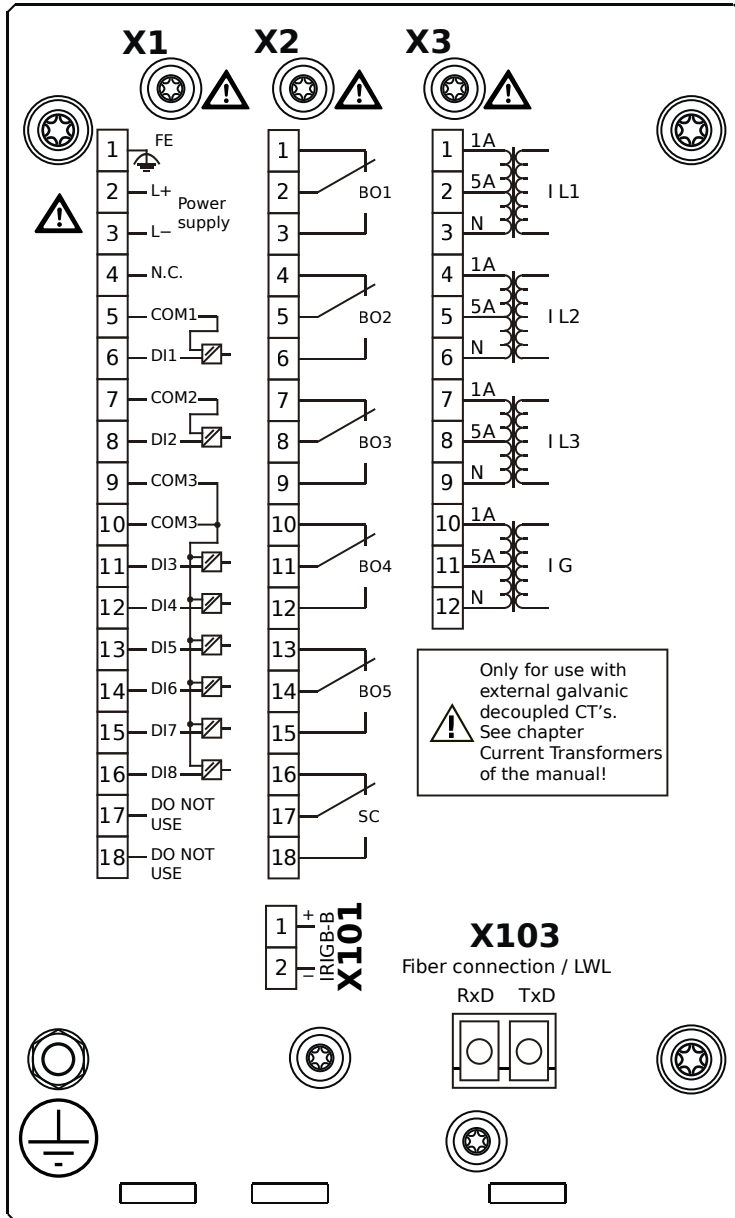 X1 X2 X3
1 FE
2 L+
Power
supply
3 L−
4 N.C.
5 COM1
6 DI1
7 COM2
8 DI2
9 COM3
10 COM3
11 DI3
12 DI4
13 DI5
14 DI6
15 DI7
16 DI8
17 DO NOT
USE
18 DO NOT
USE
1
2 BO1
3
4
5 BO2
6
7
8 BO3
9
10
11 BO4
12
13
14 BO5
15
16
17 SC
18
1 1A
2 5A I L1
3 N
4 1A
5 5A I L2
6 N
7 1A
8 5A I L3
9 N
10 1A
11 5A I G
12 N
Only for use with
external galvanic
decoupled CT's.
See chapter
Current Transformers
of the manual!
1 +
2 −
IRIGB-B
X101
X103
Fiber connection / LWL
RxD TxD